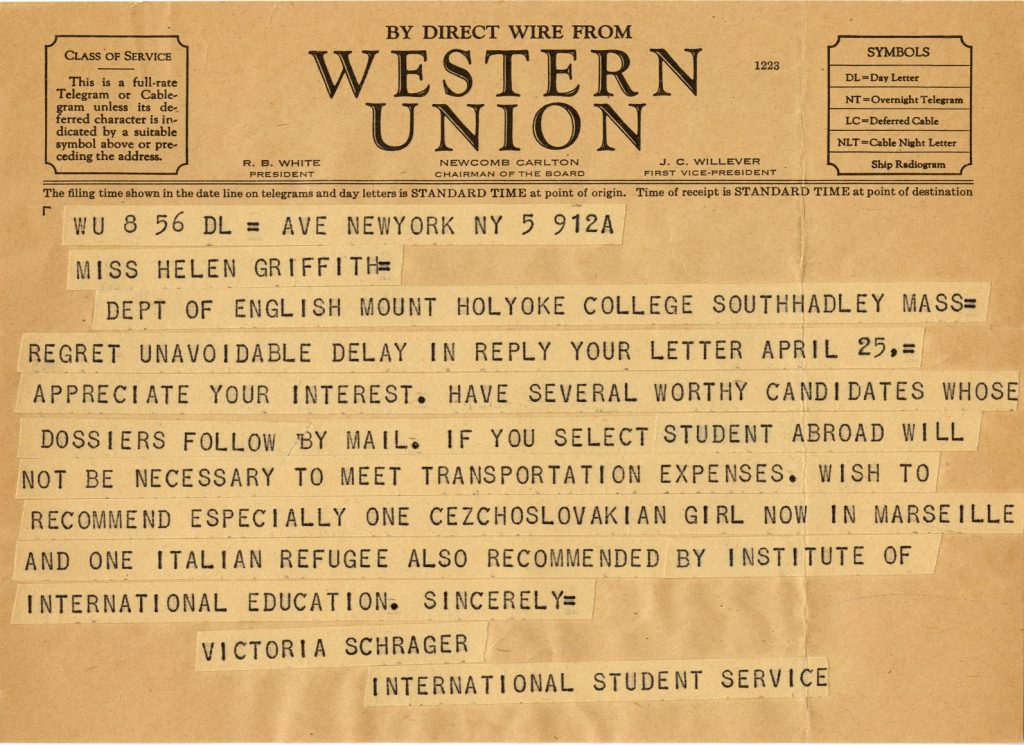 BY DIRECT WIRE FROM
WESTERN
UNION
1223
CLASS OF SERVICE
This is a full-rate
Telegram or Cable-
gram unless its de-
ferred character is in-
dicated by a suitable
symbol above or pre-
ceding the address.
SYMBOLS
DL=Day Letter
NT=Overnight Telegram
LC=Deferred Cable
NLT=Cable Night Letter
Ship Radiogram
R. B. WHITE
PRESIDENT
NEWCOMB CARLTON
CHAIRMAN OF THE BOARD
J. C. WILLEVER
FIRST VICE-PRESIDENT
The filing time shown in the date line on telegrams and day letters is STANDARD TIME at point of origin. Time of receipt is STANDARD TIME at point of destination
WU 8 56 DL = AVE NEWYORK NY 5 912A
MISS HELEN GRIFFITH=
DEPT OF ENGLISH MOUNT HOLYOKE COLLEGE SOUTHHADLEY MASS=
REGRET UNAVOIDABLE DELAY IN REPLY YOUR LETTER APRIL 25,=
APPRECIATE YOUR INTEREST. HAVE SEVERAL WORTHY CANDIDATES WHOSE
DOSSIERS FOLLOW BY MAIL. IF YOU SELECT STUDENT ABROAD WILL
NOT BE NECESSARY TO MEET TRANSPORTATION EXPENSES. WISH TO
RECOMMEND ESPECIALLY ONE CEZCHOSLOVAKIAN GIRL NOW IN MARSEILLE
AND ONE ITALIAN REFUGEE ALSO RECOMMENDED BY INSTITUTE OF
INTERNATIONAL EDUCATION. SINCERELY=
VICTORIA SCHRAGER
INTERNATIONAL STUDENT SERVICE